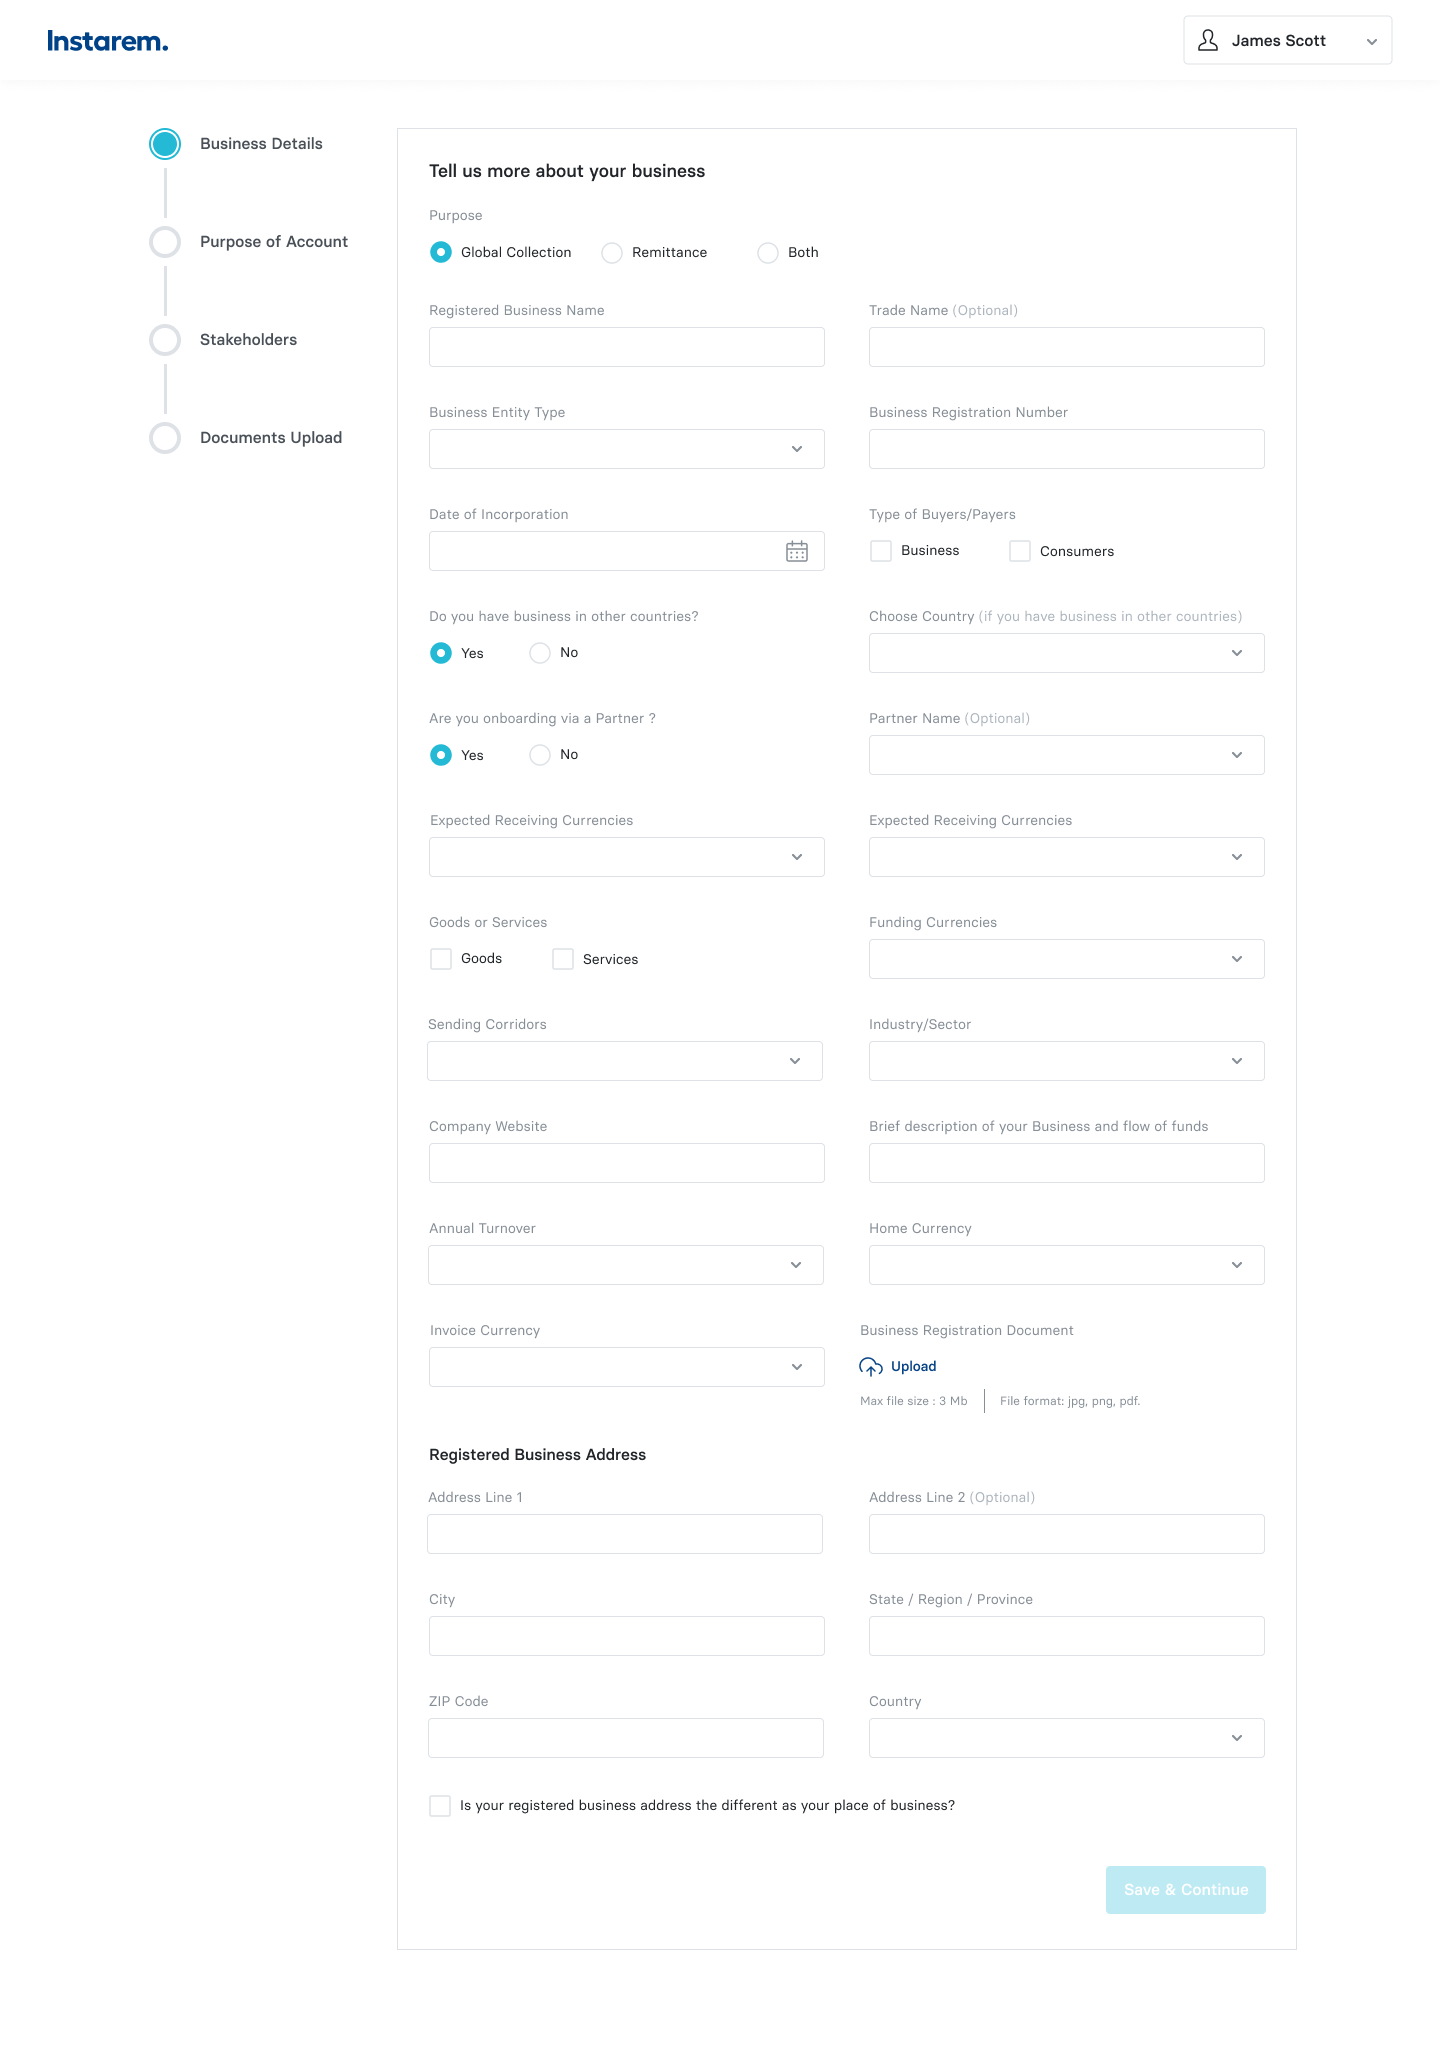 Instarem.
James Scott
Business Details
Purpose of Account
Stakeholders
Documents Upload
Tell us more about your business
Purpose
Global Collection Remittance Both
Registered Business Name
Trade Name (Optional)
Business Entity Type
Business Registration Number
Date of Incorporation
Type of Buyers/Payers
Business Consumers
Do you have business in other countries?
Yes No
Choose Country (if you have business in other countries)
Are you onboarding via a Partner ?
Yes No
Partner Name (Optional)
Expected Receiving Currencies
Expected Receiving Currencies
Goods or Services
Goods Services
Funding Currencies
Sending Corridors
Industry/Sector
Company Website
Brief description of your Business and flow of funds
Annual Turnover
Home Currency
Invoice Currency
Business Registration Document
Upload
Max file size : 3 Mb
File format: jpg, png, pdf.
Registered Business Address
Address Line 1
Address Line 2 (Optional)
City
State / Region / Province
ZIP Code
Country
Is your registered business address the different as your place of business?
Save & Continue